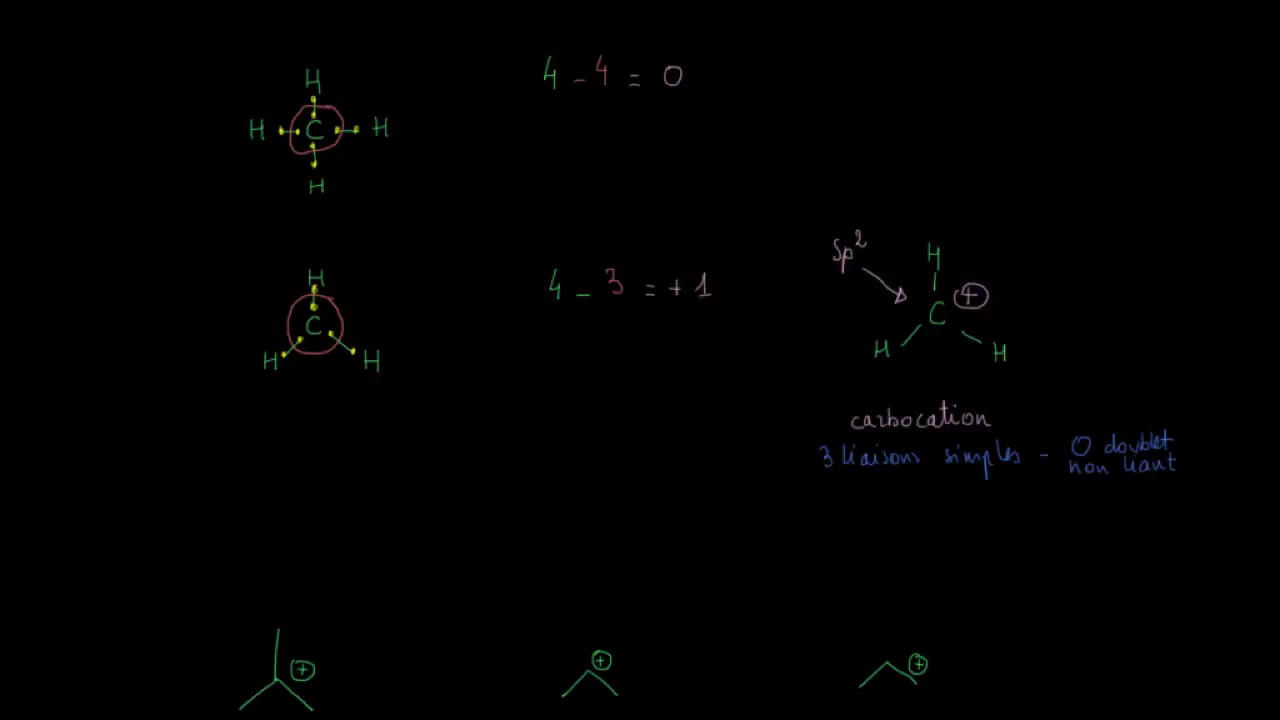 H
H C H
H
4 - 4 = 0
H
C
H H
4 - 3 = + 1
Sp²
H
C +
H H
carbocation
3 liaisons simples - 0 doublet
non liant
+
+
+